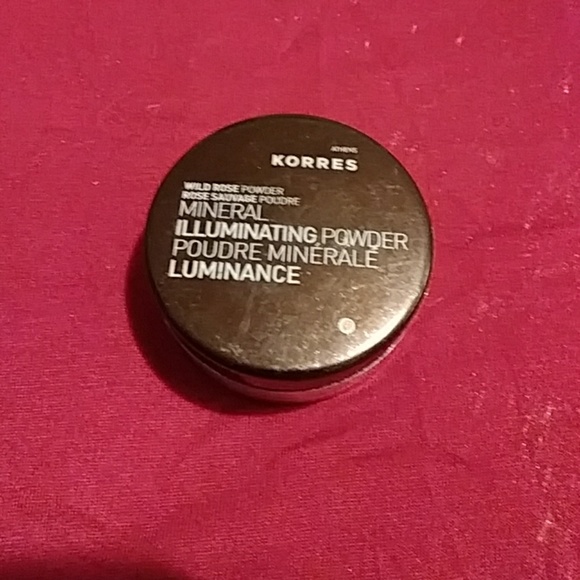 ATHENS
KORRES
WILD ROSE POWDER
ROSE SAUVAGE POUDRE
MINERAL
ILLUMINATING POWDER
POUDRE MINÉRALE
LUMINANCE